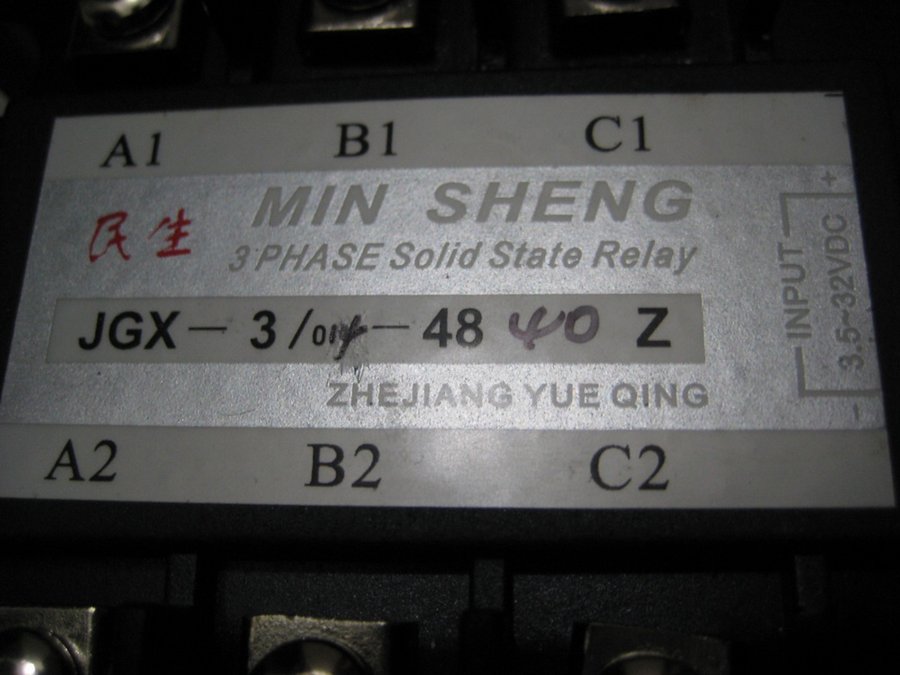 A1 B1 C1
民生 MIN SHENG
3 PHASE Solid State Relay
JGX — 3 / — 48 40 Z
ZHEJIANG YUE QING
A2 B2 C2
+
INPUT
3.5~32VDC
-